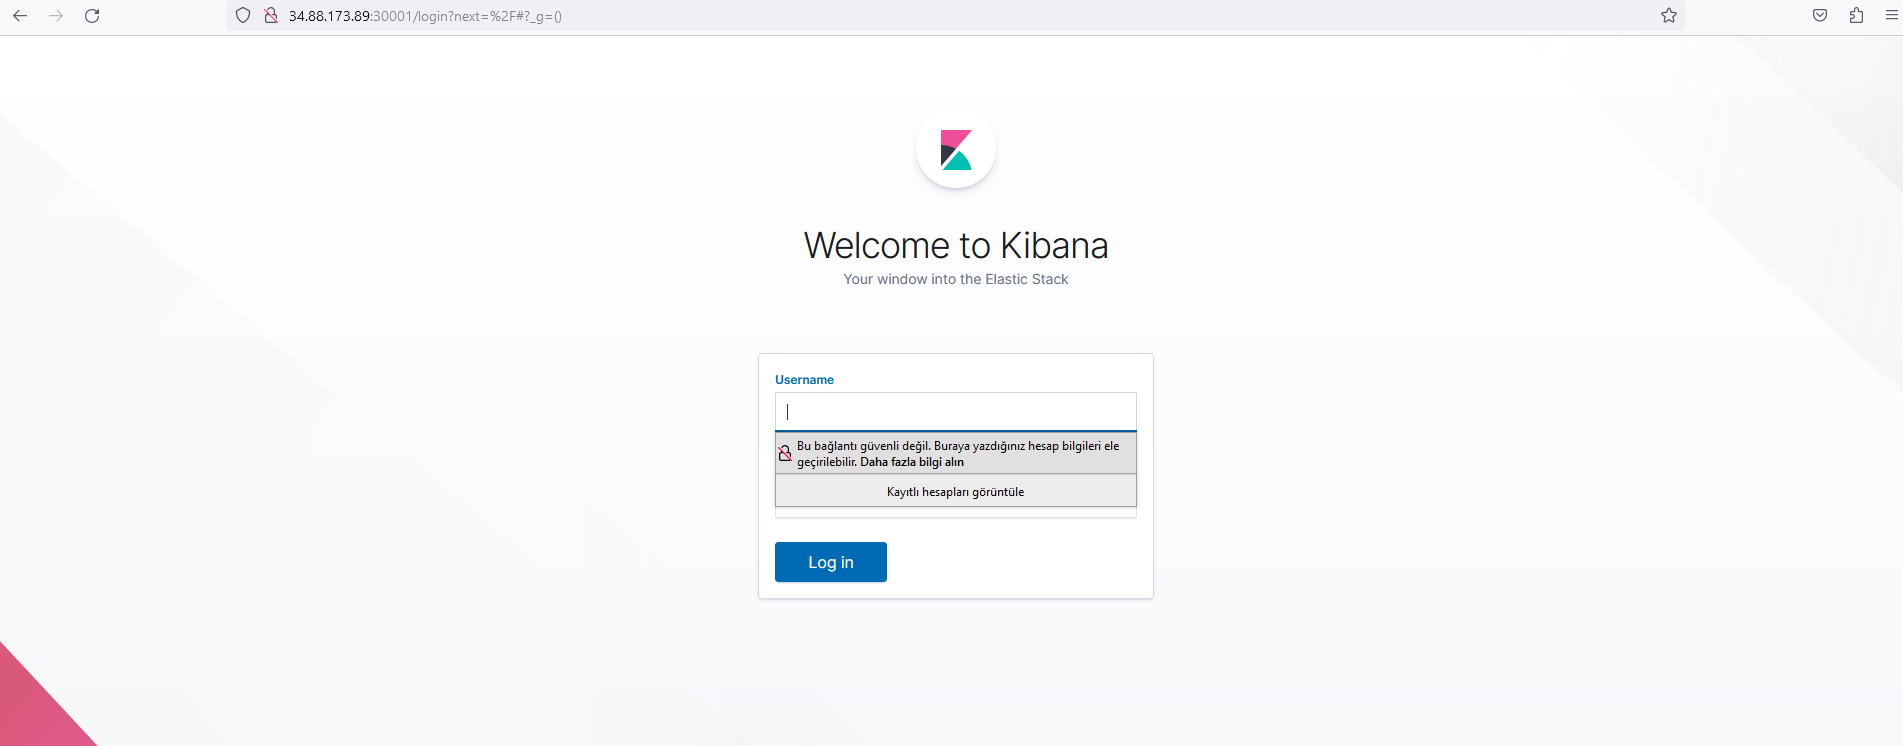 34.88.173.89:30001/login?next=%2F#?_g=()
Welcome to Kibana
Your window into the Elastic Stack
Username
Bu bağlantı güvenli değil. Buraya yazdığınız hesap bilgileri ele
geçirilebilir. Daha fazla bilgi alın
Kayıtlı hesapları görüntüle
Log in